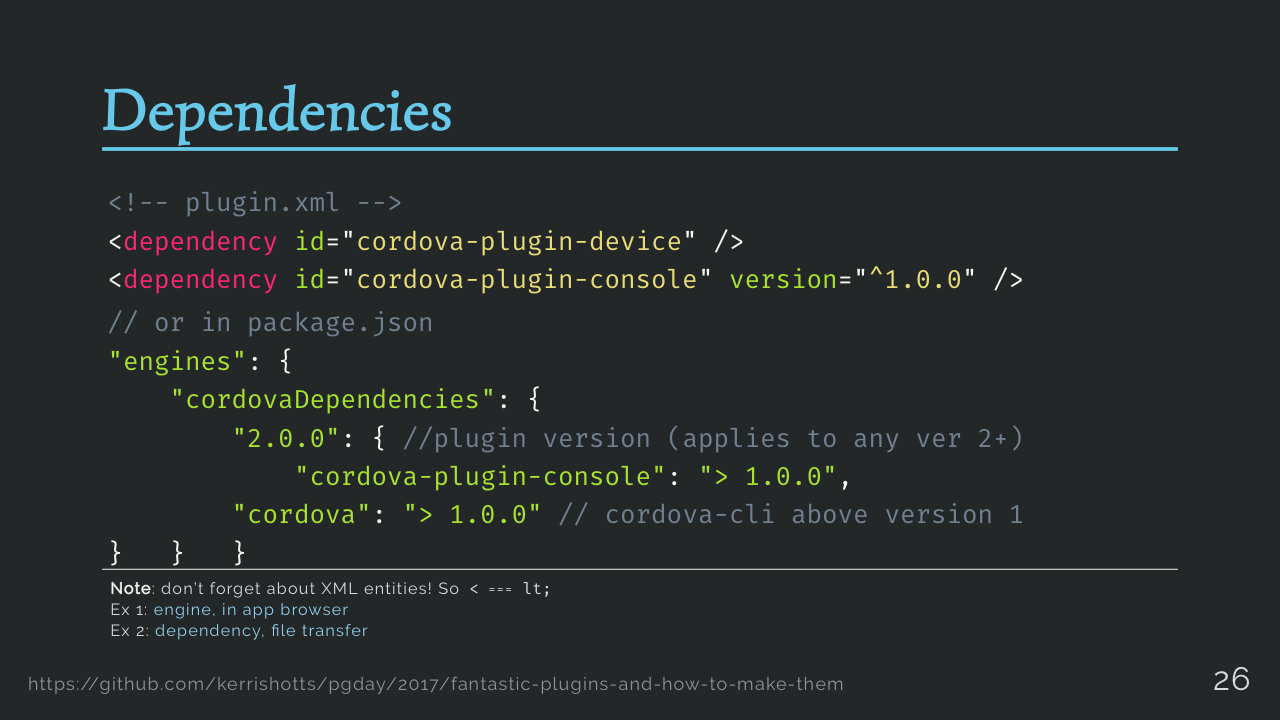 Dependencies
<!-- plugin.xml -->
<dependency id="cordova-plugin-device" />
<dependency id="cordova-plugin-console" version="^1.0.0" />
// or in package.json
"engines": {
    "cordovaDependencies": {
        "2.0.0": { //plugin version (applies to any ver 2+)
            "cordova-plugin-console": "> 1.0.0",
        "cordova": "> 1.0.0" // cordova-cli above version 1
}   }   }
Note: don't forget about XML entities! So < === lt;
Ex 1: engine, in app browser
Ex 2: dependency, file transfer
https://github.com/kerrishotts/pgday/2017/fantastic-plugins-and-how-to-make-them
26